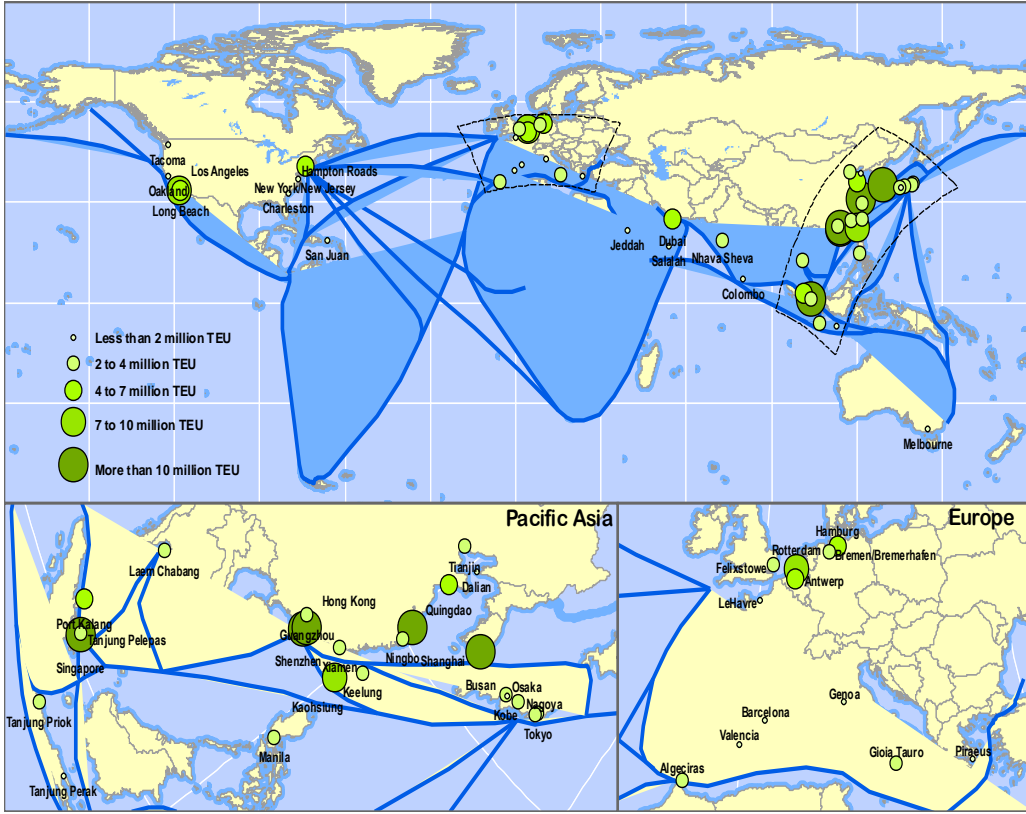 Tacoma
Los Angeles
Oakland
Long Beach
Hampton Roads
New York/New Jersey
Charleston
San Juan
Jeddah
Dubai
Salalah
Nhava Sheva
Colombo
Melbourne
Less than 2 million TEU
2 to 4 million TEU
4 to 7 million TEU
7 to 10 million TEU
More than 10 million TEU
Pacific Asia
Laem Chabang
Port Kalang
Tanjung Pelepas
Singapore
Tanjung Priok
Tanjung Perak
Hong Kong
Guangzhou
Shenzhen
Xiamen
Keelung
Kaohsiung
Manila
Tianjin
Dalian
Quingdao
Ningbo
Shanghai
Busan
Osaka
Nagoya
Kobe
Tokyo
Europe
Hamburg
Rotterdam
Bremen/Bremerhafen
Felixstowe
Antwerp
LeHavre
Genoa
Barcelona
Valencia
Gioia Tauro
Piraeus
Algeciras